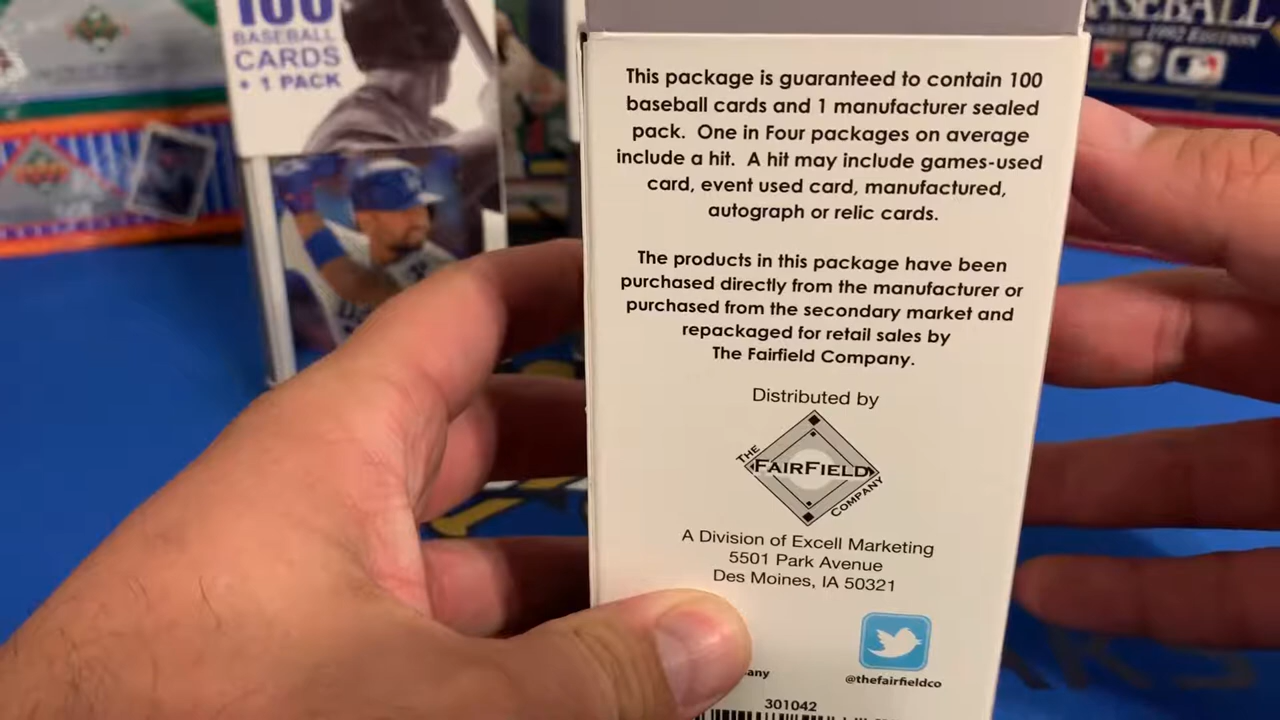 100
BASEBALL
CARDS
+ 1 PACK
BASEBALL
1992 EDITION
This package is guaranteed to contain 100
baseball cards and 1 manufacturer sealed
pack. One in Four packages on average
include a hit. A hit may include games-used
card, event used card, manufactured,
autograph or relic cards.
The products in this package have been
purchased directly from the manufacturer or
purchased from the secondary market and
repackaged for retail sales by
The Fairfield Company.
Distributed by
THE
FAIRFIELD
COMPANY
A Division of Excell Marketing
5501 Park Avenue
Des Moines, IA 50321
@thefairfieldco
301042